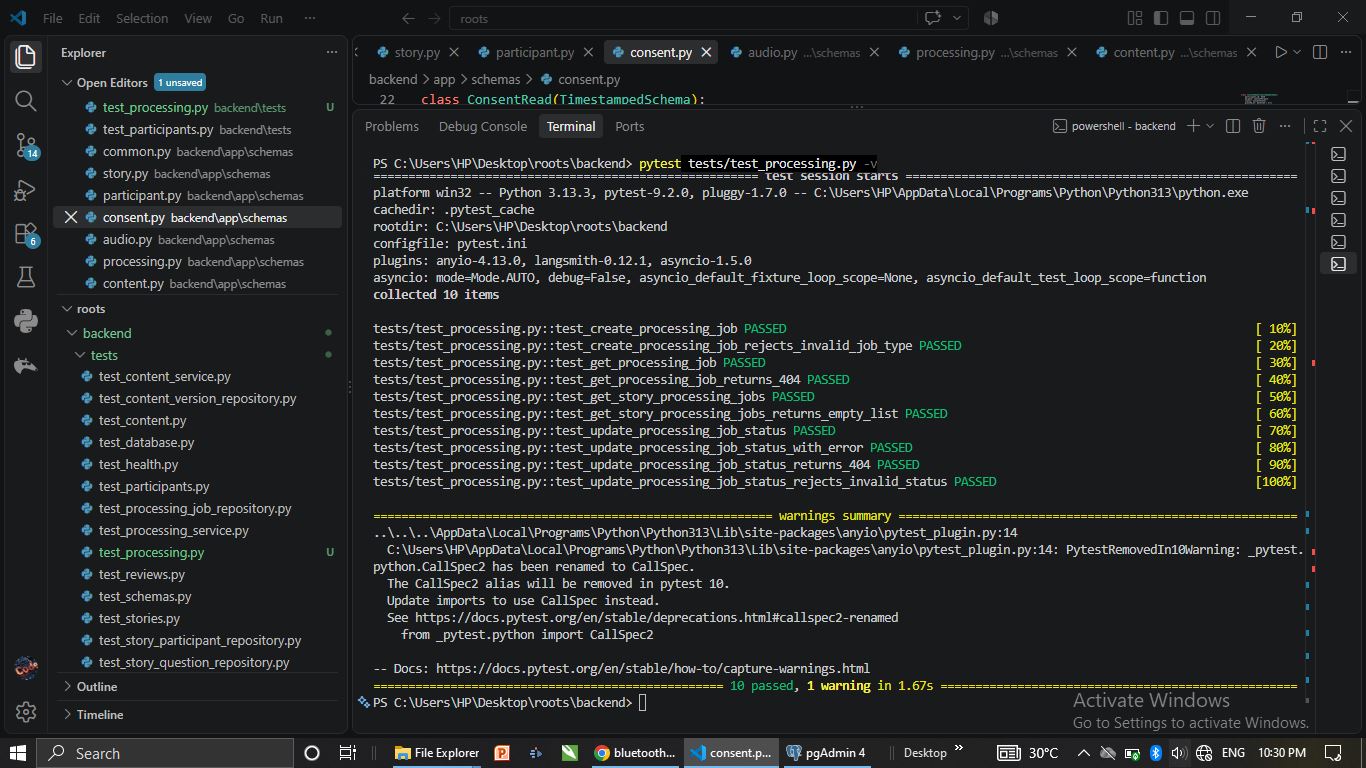 File Edit Selection View Go Run ··· roots
Explorer ···
Open Editors 1 unsaved
test_processing.py backend\tests U
test_participants.py backend\tests
common.py backend\app\schemas
story.py backend\app\schemas
participant.py backend\app\schemas
consent.py backend\app\schemas
audio.py backend\app\schemas
processing.py backend\app\schemas
content.py backend\app\schemas
roots
backend
tests
test_content_service.py
test_content_version_repository.py
test_content.py
test_database.py
test_health.py
test_participants.py
test_processing_job_repository.py
test_processing_service.py
test_processing.py U
test_reviews.py
test_schemas.py
test_stories.py
test_story_participant_repository.py
test_story_question_repository.py
Outline
Timeline
14
6
story.py participant.py consent.py audio.py ...\schemas processing.py ...\schemas content.py ...\schemas ···
backend > app > schemas > consent.py
22 class ConsentRead(TimestampedSchema):
Problems Debug Console Terminal Ports powershell - backend
PS C:\Users\HP\Desktop\roots\backend> pytest tests/test_processing.py -v
======================================================= test session starts =========================================================
platform win32 -- Python 3.13.3, pytest-9.2.0, pluggy-1.7.0 -- C:\Users\HP\AppData\Local\Programs\Python\Python313\python.exe
cachedir: .pytest_cache
rootdir: C:\Users\HP\Desktop\roots\backend
configfile: pytest.ini
plugins: anyio-4.13.0, langsmith-0.12.1, asyncio-1.5.0
asyncio: mode=Mode.AUTO, debug=False, asyncio_default_fixture_loop_scope=None, asyncio_default_test_loop_scope=function
collected 10 items
tests/test_processing.py::test_create_processing_job PASSED [ 10%]
tests/test_processing.py::test_create_processing_job_rejects_invalid_job_type PASSED [ 20%]
tests/test_processing.py::test_get_processing_job PASSED [ 30%]
tests/test_processing.py::test_get_processing_job_returns_404 PASSED [ 40%]
tests/test_processing.py::test_get_story_processing_jobs PASSED [ 50%]
tests/test_processing.py::test_get_story_processing_jobs_returns_empty_list PASSED [ 60%]
tests/test_processing.py::test_update_processing_job_status PASSED [ 70%]
tests/test_processing.py::test_update_processing_job_status_with_error PASSED [ 80%]
tests/test_processing.py::test_update_processing_job_status_returns_404 PASSED [ 90%]
tests/test_processing.py::test_update_processing_job_status_rejects_invalid_status PASSED [100%]
========================================================= warnings summary =========================================================
..\..\..\AppData\Local\Programs\Python\Python313\Lib\site-packages\anyio\pytest_plugin.py:14
C:\Users\HP\AppData\Local\Programs\Python\Python313\Lib\site-packages\anyio\pytest_plugin.py:14: PytestRemovedIn10Warning: _pytest.
python.CallSpec2 has been renamed to CallSpec.
The CallSpec2 alias will be removed in pytest 10.
Update imports to use CallSpec instead.
See https://docs.pytest.org/en/stable/deprecations.html#callspec2-renamed
from _pytest.python import CallSpec2
-- Docs: https://docs.pytest.org/en/stable/how-to/capture-warnings.html
================================================== 10 passed, 1 warning in 1.67s ===================================================
PS C:\Users\HP\Desktop\roots\backend>
Activate Windows
Go to Settings to activate Windows.
Search File Explorer bluetooth... consent.p... pgAdmin 4 Desktop » 30°C ENG 10:30 PM